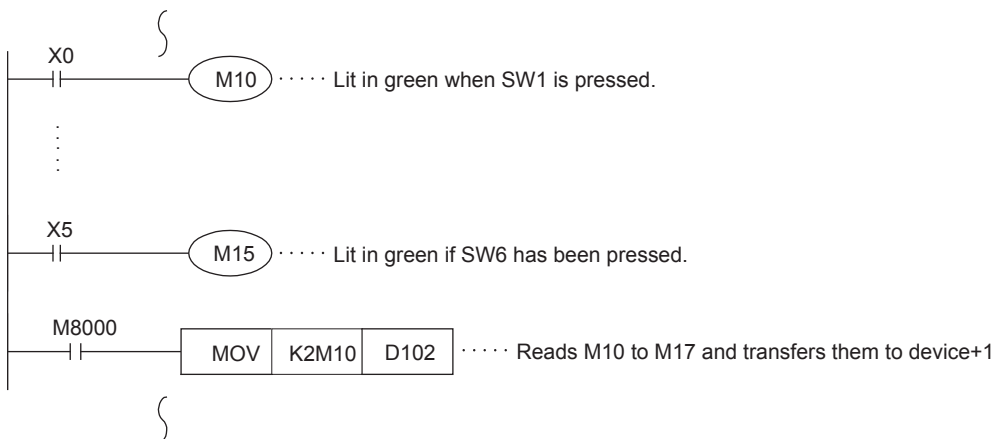 X0
M10 ····· Lit in green when SW1 is pressed.
X5
M15 ····· Lit in green if SW6 has been pressed.
M8000
MOV K2M10 D102 ····· Reads M10 to M17 and transfers them to device+1